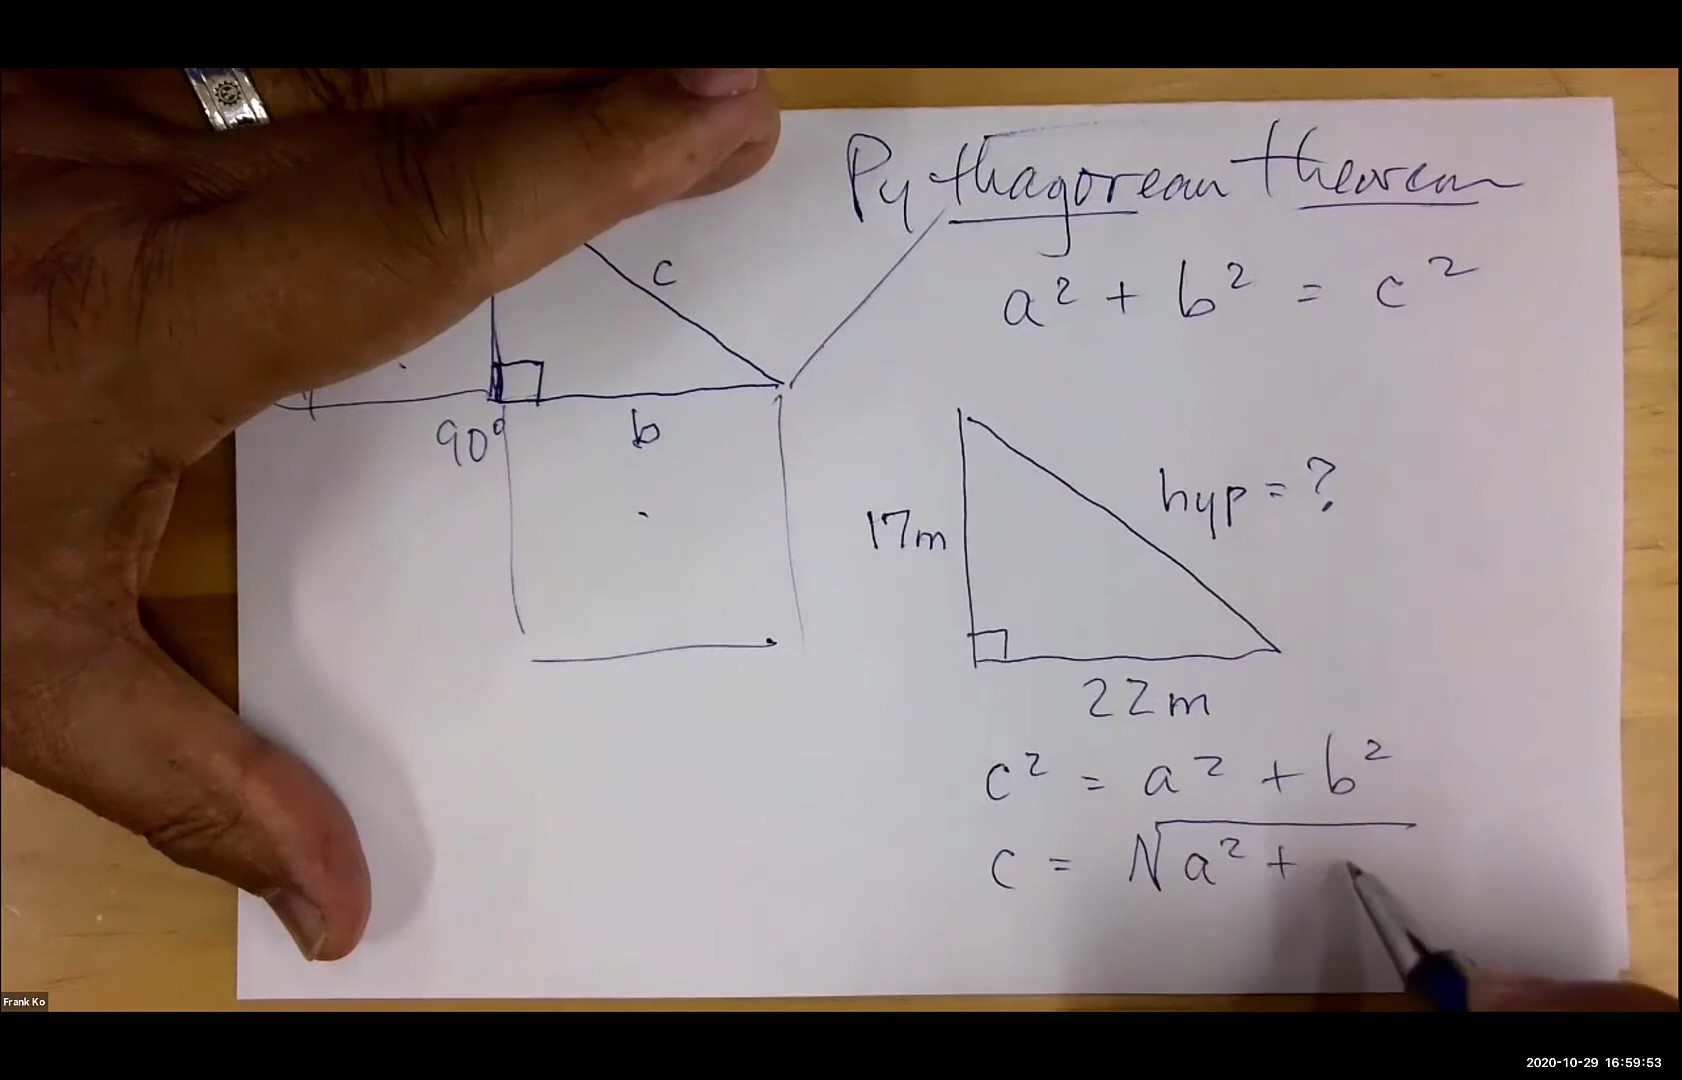 Pythagorean theorem
a² + b² = c²
c
90°
b
17m
hyp = ?
22m
c² = a² + b²
c = √a² +
Frank Ko
2020-10-29 16:59:53